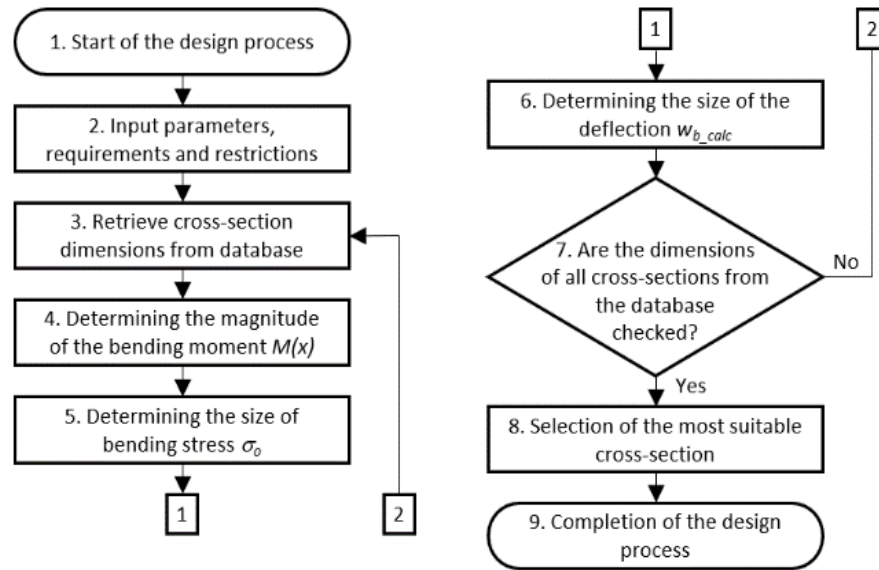 1. Start of the design process
2. Input parameters,
requirements and restrictions
3. Retrieve cross-section
dimensions from database
4. Determining the magnitude
of the bending moment M(x)
5. Determining the size of
bending stress σₒ
1
2
1
2
6. Determining the size of the
deflection w_{b_calc}
7. Are the dimensions
of all cross-sections from
the database
checked?
No
Yes
8. Selection of the most suitable
cross-section
9. Completion of the design
process